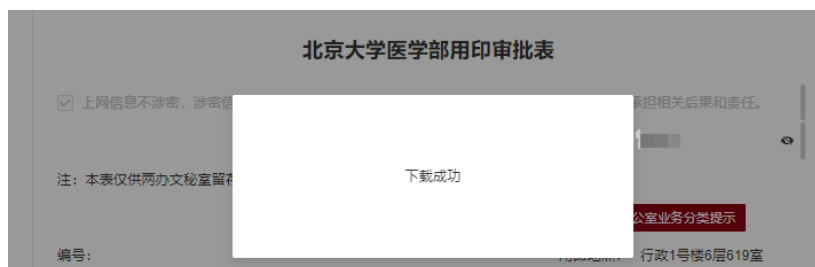 北京大学医学部用印审批表
上网信息不涉密，涉密信
承担相关后果和责任。
注：本表仅供两办文秘室留存
下载成功
公室业务分类提示
编号：
行政1号楼6层619室